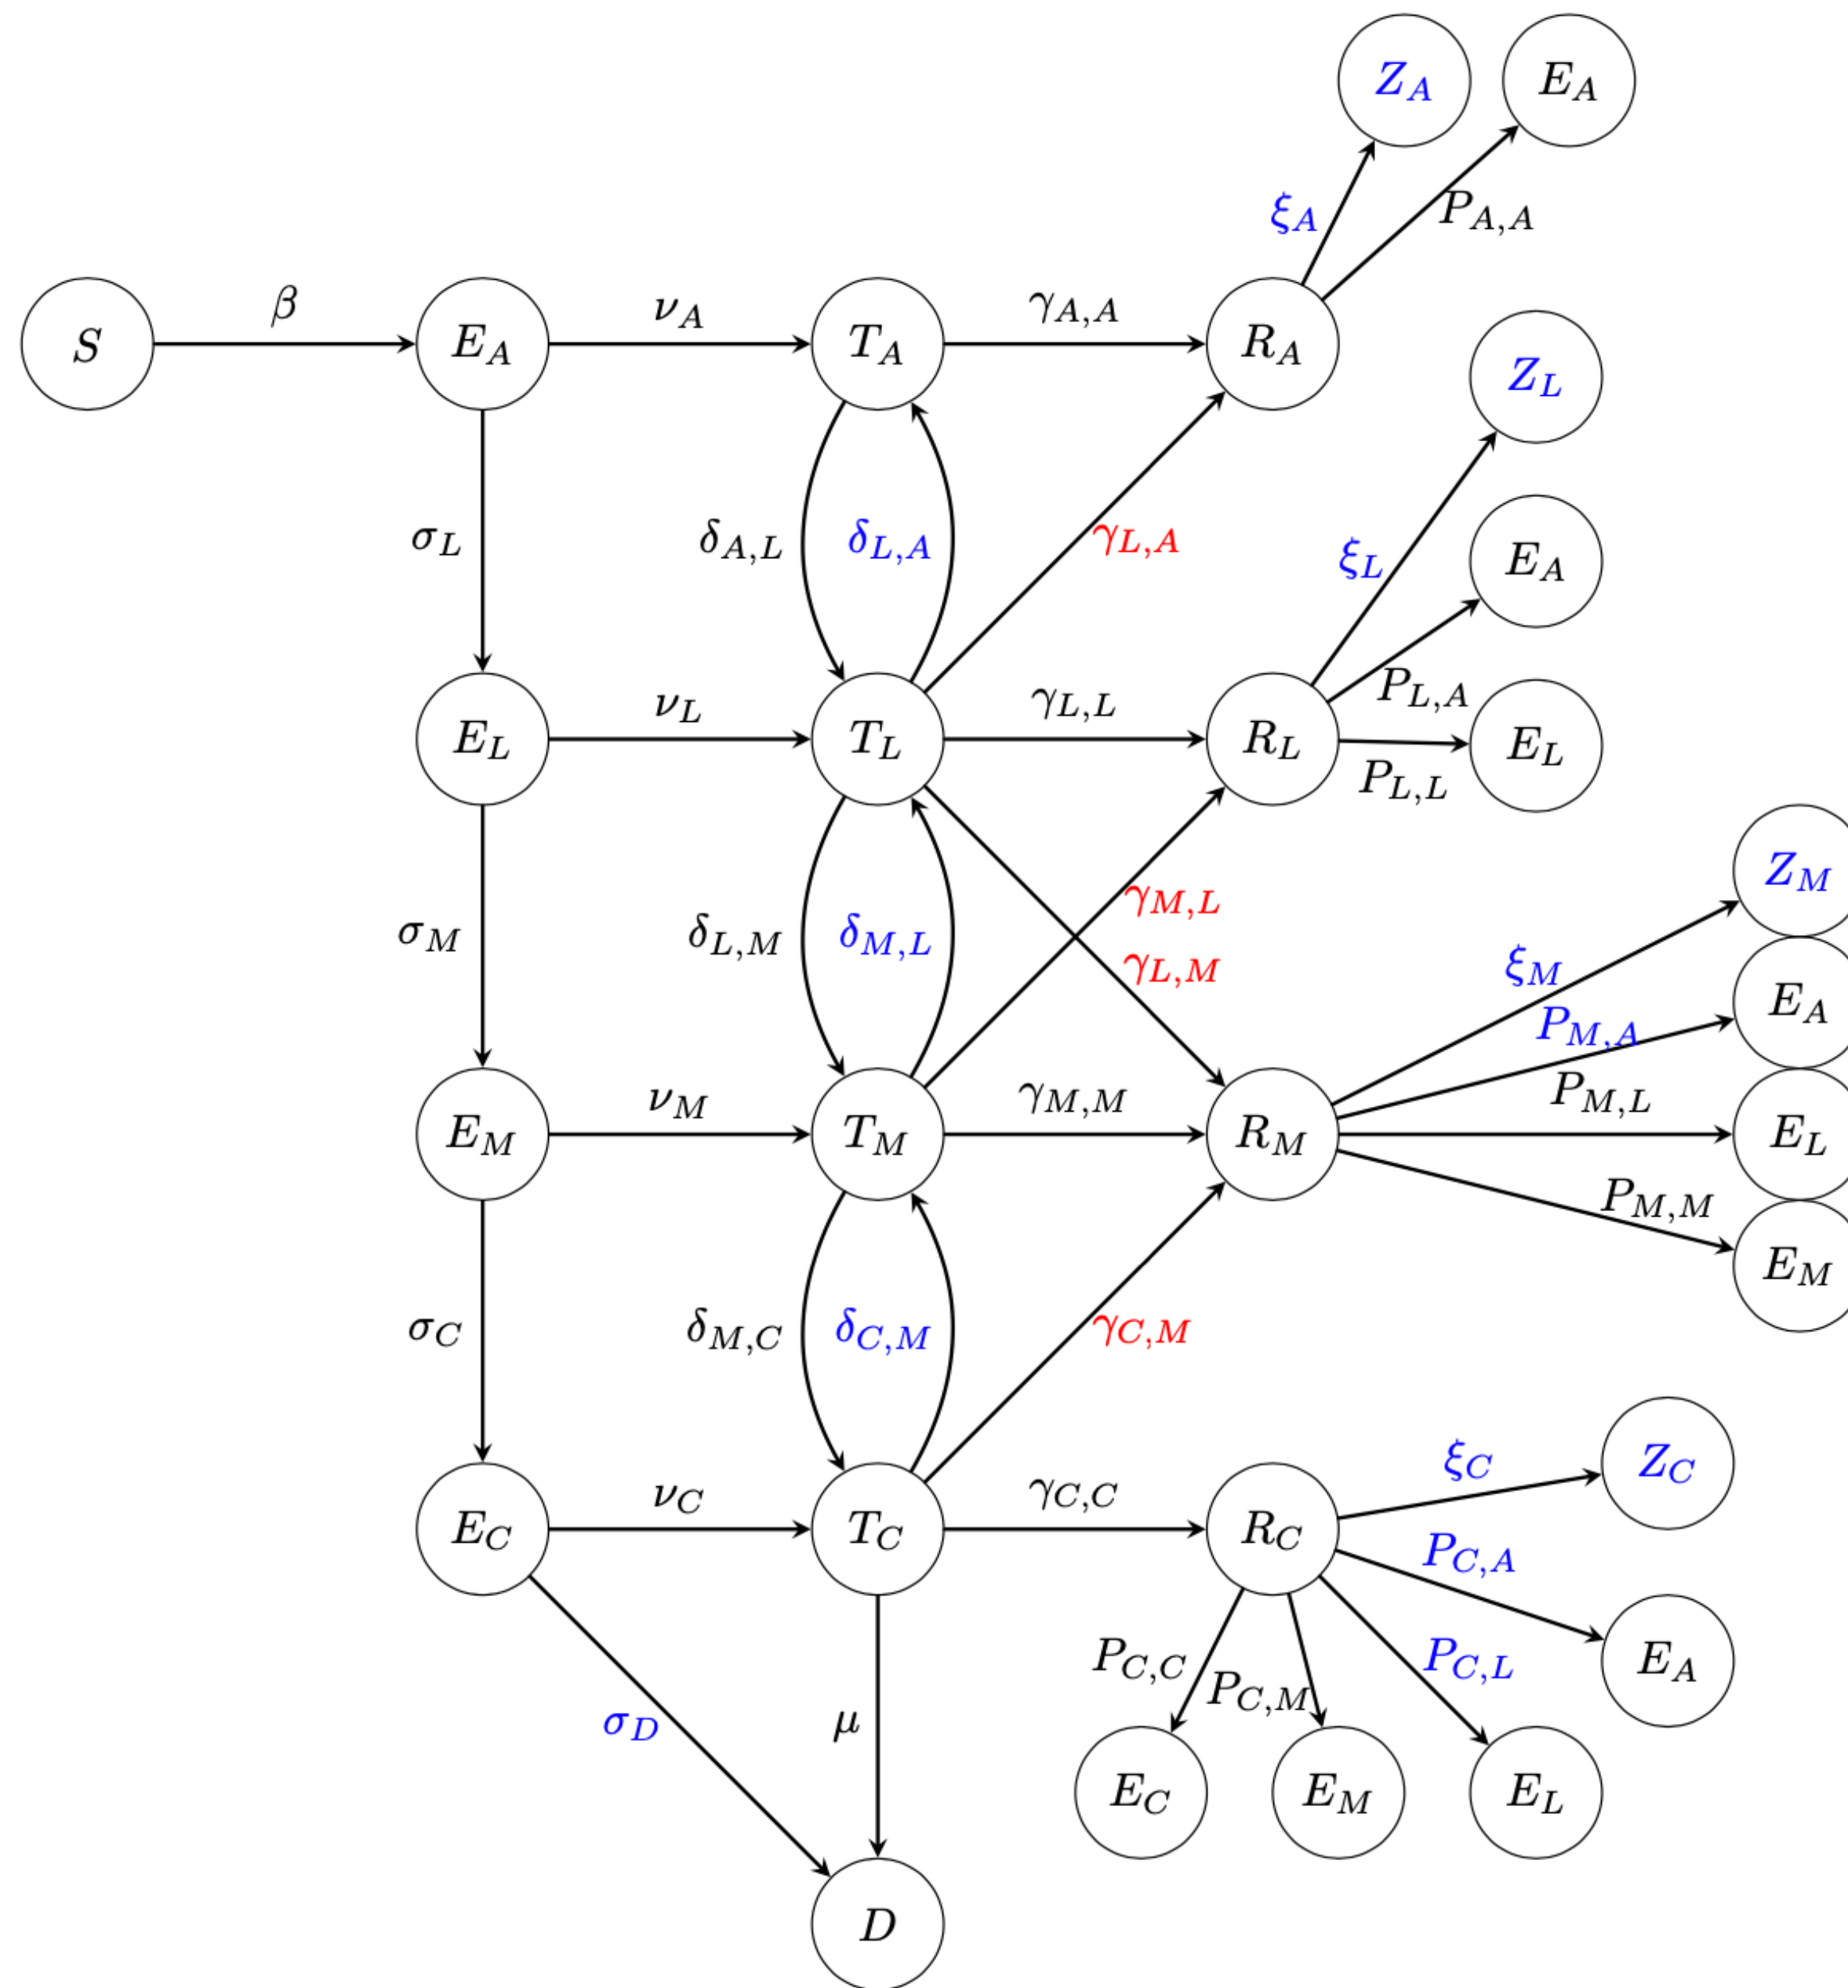 Z_A E_A
ξ_A P_{A,A}
S β E_A ν_A T_A γ_{A,A} R_A
Z_L
σ_L δ_{A,L} δ_{L,A} γ_{L,A} ξ_L E_A
P_{L,A}
E_L ν_L T_L γ_{L,L} R_L E_L
P_{L,L}
Z_M
γ_{M,L}
σ_M δ_{L,M} δ_{M,L} γ_{L,M} ξ_M
P_{M,A} E_A
P_{M,L}
E_M ν_M T_M γ_{M,M} R_M E_L
P_{M,M}
E_M
σ_C δ_{M,C} δ_{C,M} γ_{C,M}
ξ_C Z_C
E_C ν_C T_C γ_{C,C} R_C P_{C,A}
P_{C,C} P_{C,M} P_{C,L} E_A
σ_D μ
E_C E_M E_L
D